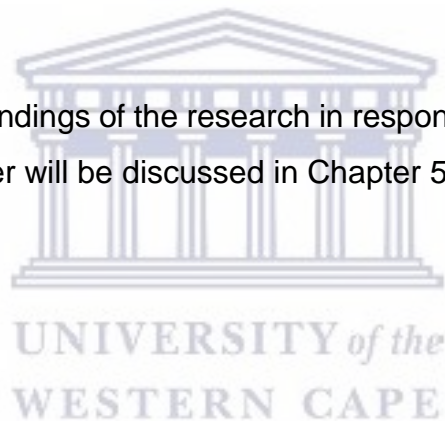 ndings of the research in respon
er will be discussed in Chapter 5
UNIVERSITY of the
WESTERN CAPE